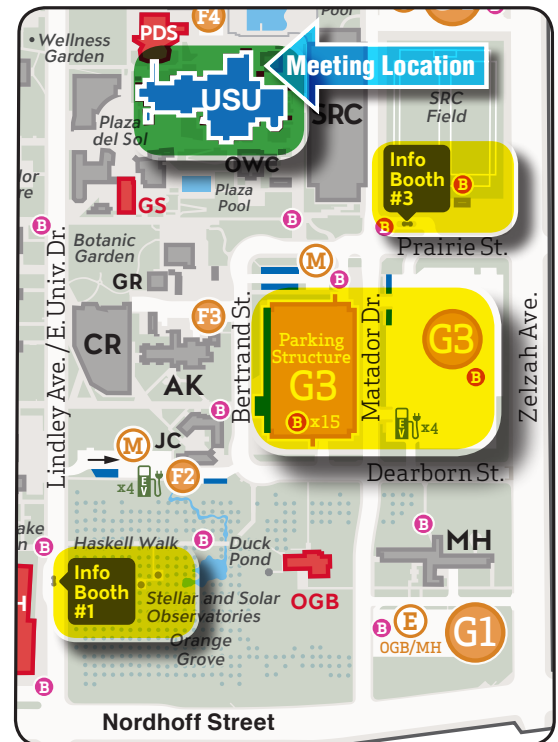 F4
Pool
PDS
• Wellness
Garden
Meeting Location
USU
SRC
SRC
Field
Plaza
del Sol
OWC
Info
Booth
#3
B
B
GS
Plaza
Pool
B
B
Prairie St.
Botanic
Garden
M
B
GR
F3
Bertrand St.
Matador Dr.
Zelzah Ave.
Lindley Ave. / E. Univ. Dr.
CR
AK
Parking
Structure
G3
B x15
G3
B
EV x4
B
JC
M
x4 EV
F2
Dearborn St.
B
B
B
Haskell Walk
Duck
Pond
MH
Info
Booth
#1
Stellar and Solar
Observatories
Orange
Grove
OGB
B
E
OGB/MH
G1
H
B
Nordhoff Street